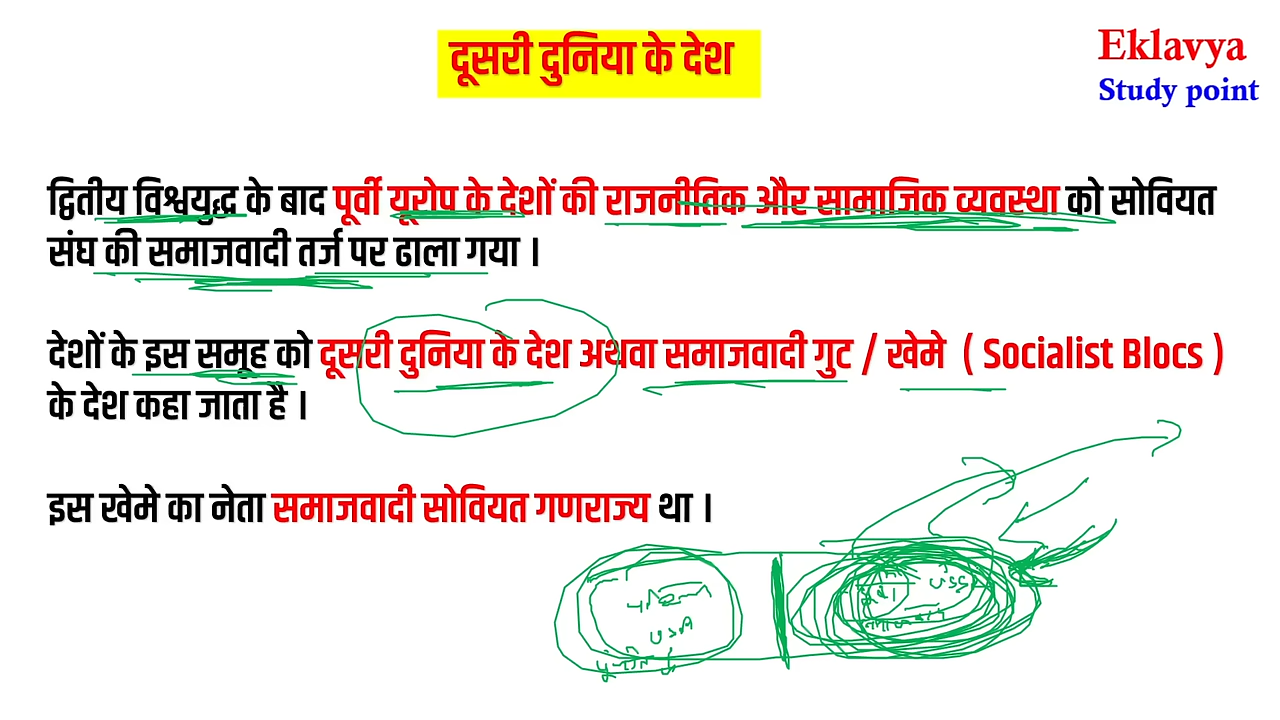 दूसरी दुनिया के देश
Eklavya
Study point
द्वितीय विश्वयुद्ध के बाद पूर्वी यूरोप के देशों की राजनीतिक और सामाजिक व्यवस्था को सोवियत
संघ की समाजवादी तर्ज पर ढाला गया ।
देशों के इस समूह को दूसरी दुनिया के देश अथवा समाजवादी गुट / खेमे ( Socialist Blocs )
के देश कहा जाता है ।
इस खेमे का नेता समाजवादी सोवियत गणराज्य था ।
USA